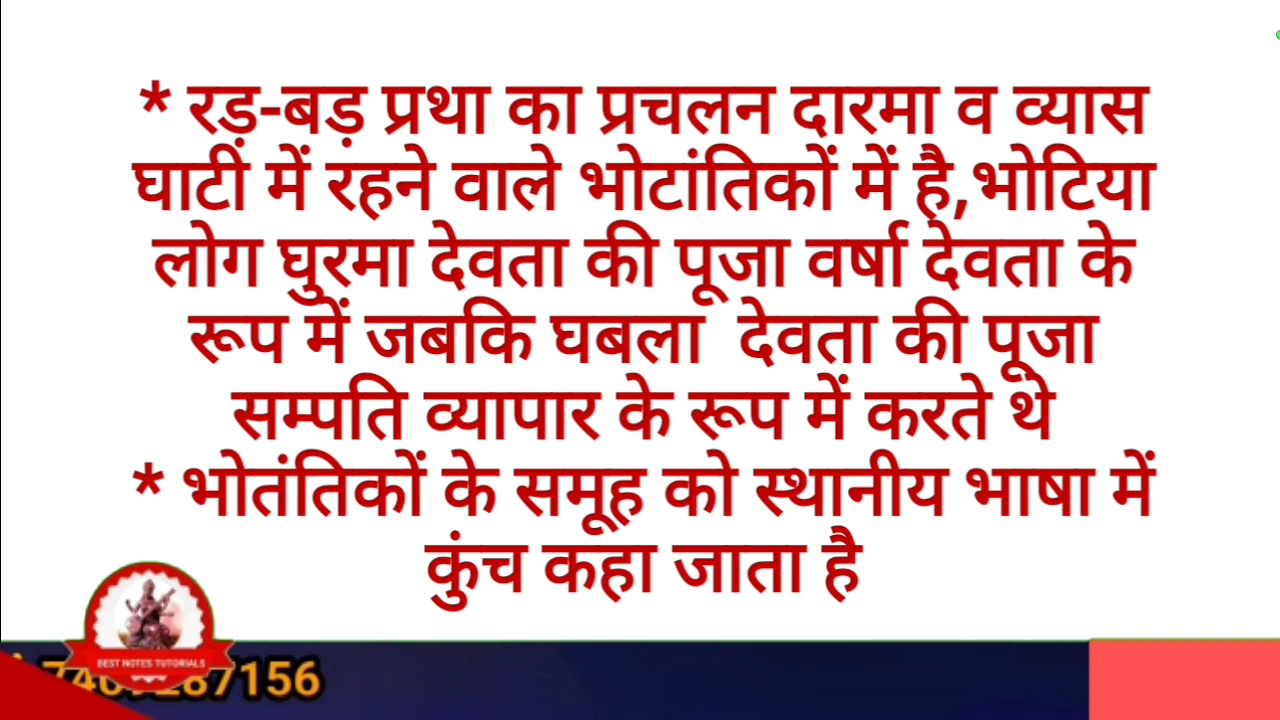 * रड़-बड़ प्रथा का प्रचलन दारमा व व्यास
घाटी में रहने वाले भोटांतिकों में है,भोटिया
लोग घुरमा देवता की पूजा वर्षा देवता के
रूप में जबकि घबला देवता की पूजा
सम्पति व्यापार के रूप में करते थे
* भोतंतिकों के समूह को स्थानीय भाषा में
कुंच कहा जाता है
BEST NOTES TUTORIALS